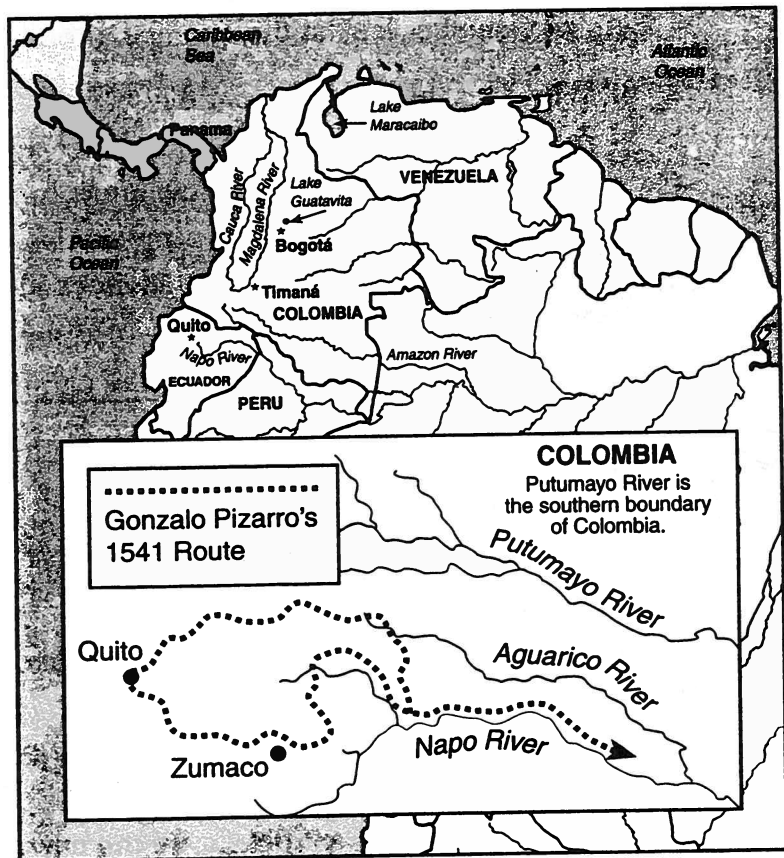 Caribbean
Sea
Atlantic
Ocean
Panama
Lake
Maracaibo
VENEZUELA
Cauca River
Magdalena River
Lake
Guatavita
Bogotá
Pacific
Ocean
Timaná
COLOMBIA
Quito
Napo River
ECUADOR
Amazon River
PERU
COLOMBIA
Putumayo River is
the southern boundary
of Colombia.
Gonzalo Pizarro's
1541 Route
Putumayo River
Quito
Aguarico River
Zumaco
Napo River